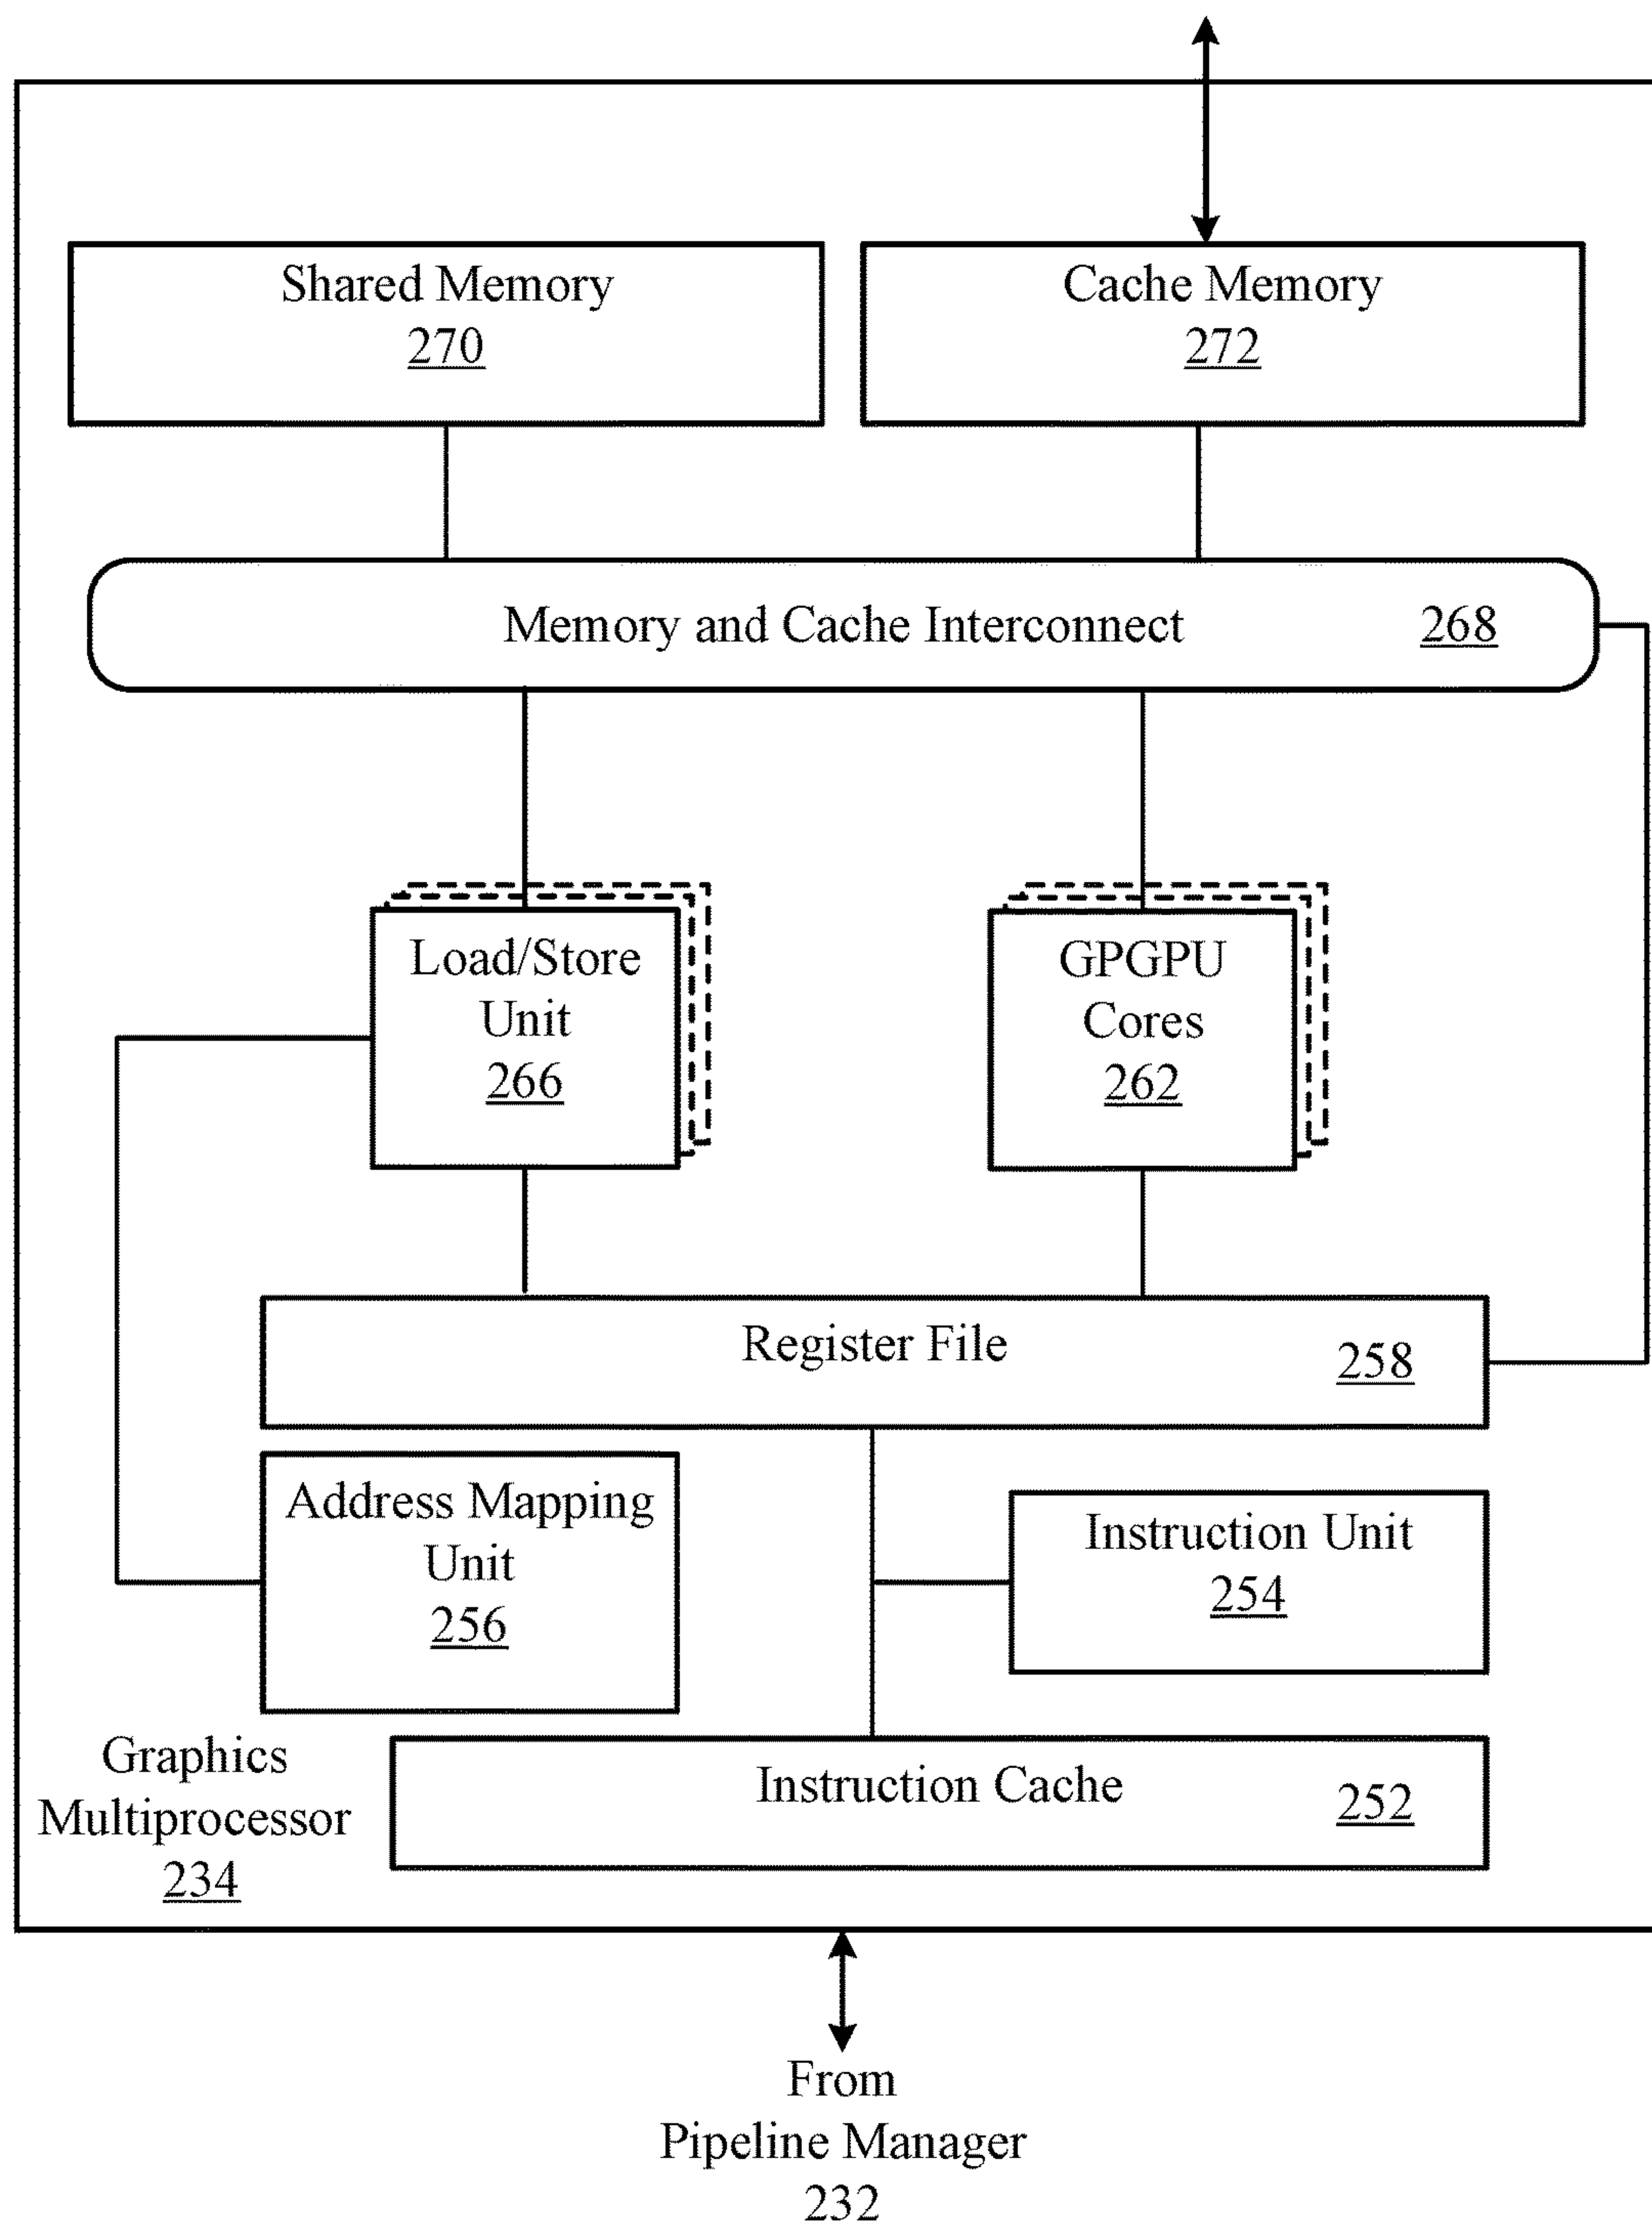 Shared Memory
270
Cache Memory
272
Memory and Cache Interconnect 268
Load/Store
Unit
266
GPGPU
Cores
262
Register File 258
Address Mapping
Unit
256
Instruction Unit
254
Graphics
Multiprocessor
234
Instruction Cache 252
From
Pipeline Manager
232